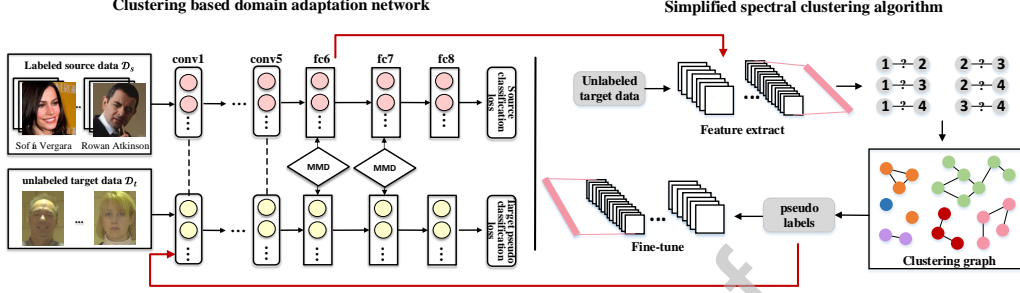 Clustering based domain adaptation network
Simplified spectral clustering algorithm
Labeled source data 𝒟s
Sof ń Vergara Rowan Atkinson
unlabeled target data 𝒟t
...
...
conv1 conv5 fc6 fc7 fc8
...
...
MMD MMD
Source classification loss
Target pseudo classification loss
Unlabeled
target data
...
Feature extract
1 - ? - 2 2 - ? - 3
1 - ? - 3 2 - ? - 4
1 - ? - 4 3 - ? - 4
Clustering graph
pseudo
labels
...
Fine-tune
f